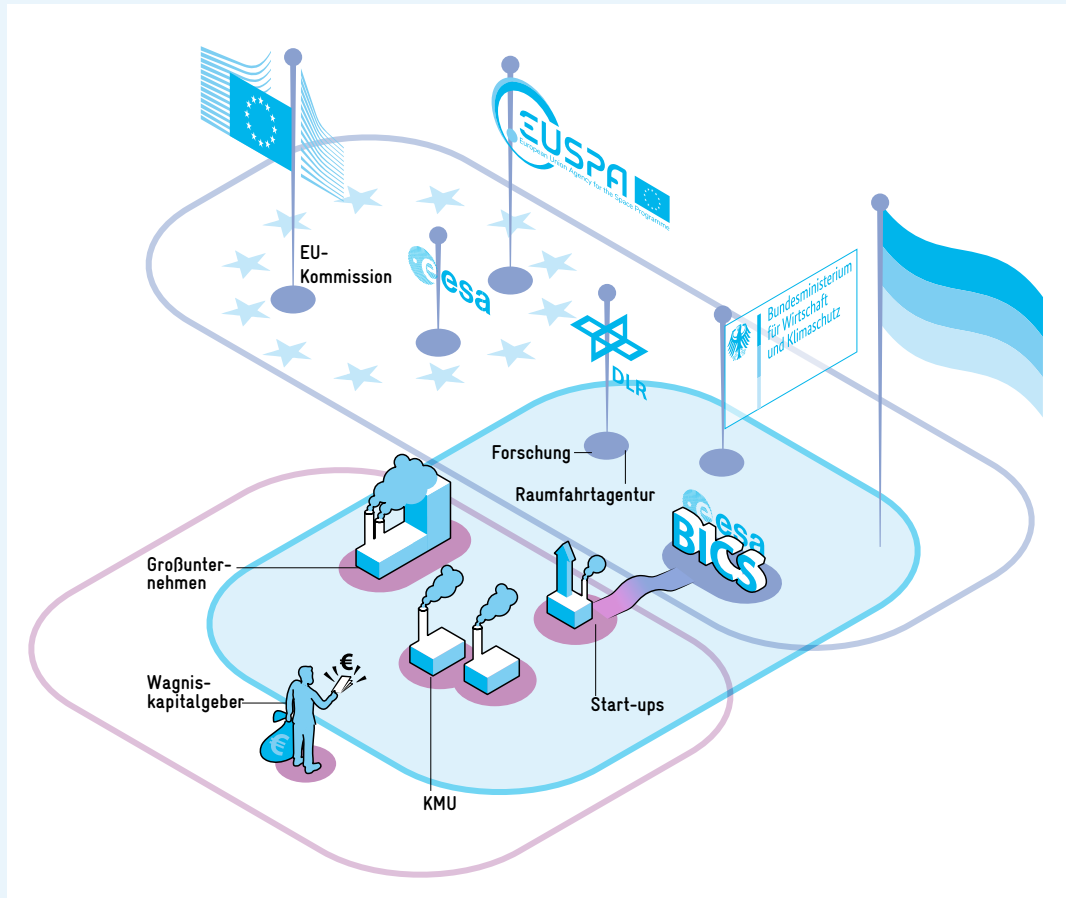 EUSPA
European Union Agency for the Space Programme
EU-
Kommission
esa
Bundesministerium
für Wirtschaft
und Klimaschutz
DLR
Forschung
Raumfahrtagentur
esa
BICS
Großunter-
nehmen
€
Wagnis-
kapitalgeber
€
Start-ups
KMU